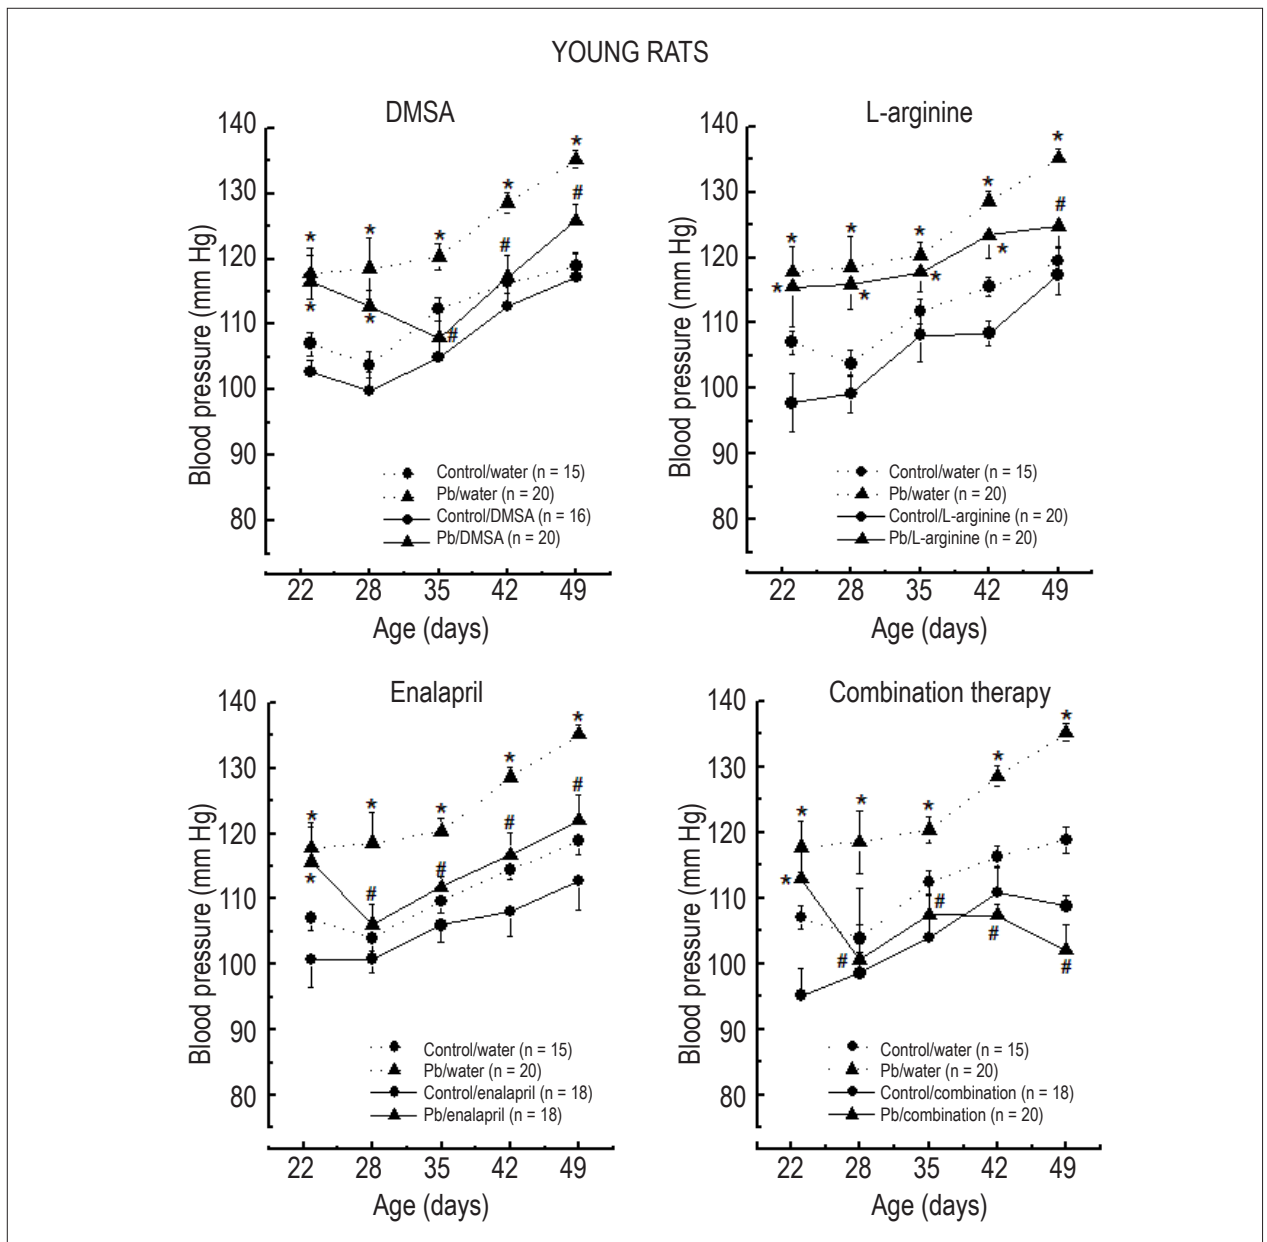 YOUNG RATS
DMSA
140
130
120
110
100
90
80
Blood pressure (mm Hg)
* * * * *
* *
# # #
Control/water (n = 15)
Pb/water (n = 20)
Control/DMSA (n = 16)
Pb/DMSA (n = 20)
22 28 35 42 49
Age (days)
L-arginine
140
130
120
110
100
90
80
Blood pressure (mm Hg)
* * * * *
* * * * #
Control/water (n = 15)
Pb/water (n = 20)
Control/L-arginine (n = 20)
Pb/L-arginine (n = 20)
22 28 35 42 49
Age (days)
Enalapril
140
130
120
110
100
90
80
Blood pressure (mm Hg)
* * * * *
* # # # #
Control/water (n = 15)
Pb/water (n = 20)
Control/enalapril (n = 18)
Pb/enalapril (n = 18)
22 28 35 42 49
Age (days)
Combination therapy
140
130
120
110
100
90
80
Blood pressure (mm Hg)
* * * * *
* # # # #
Control/water (n = 15)
Pb/water (n = 20)
Control/combination (n = 18)
Pb/combination (n = 20)
22 28 35 42 49
Age (days)